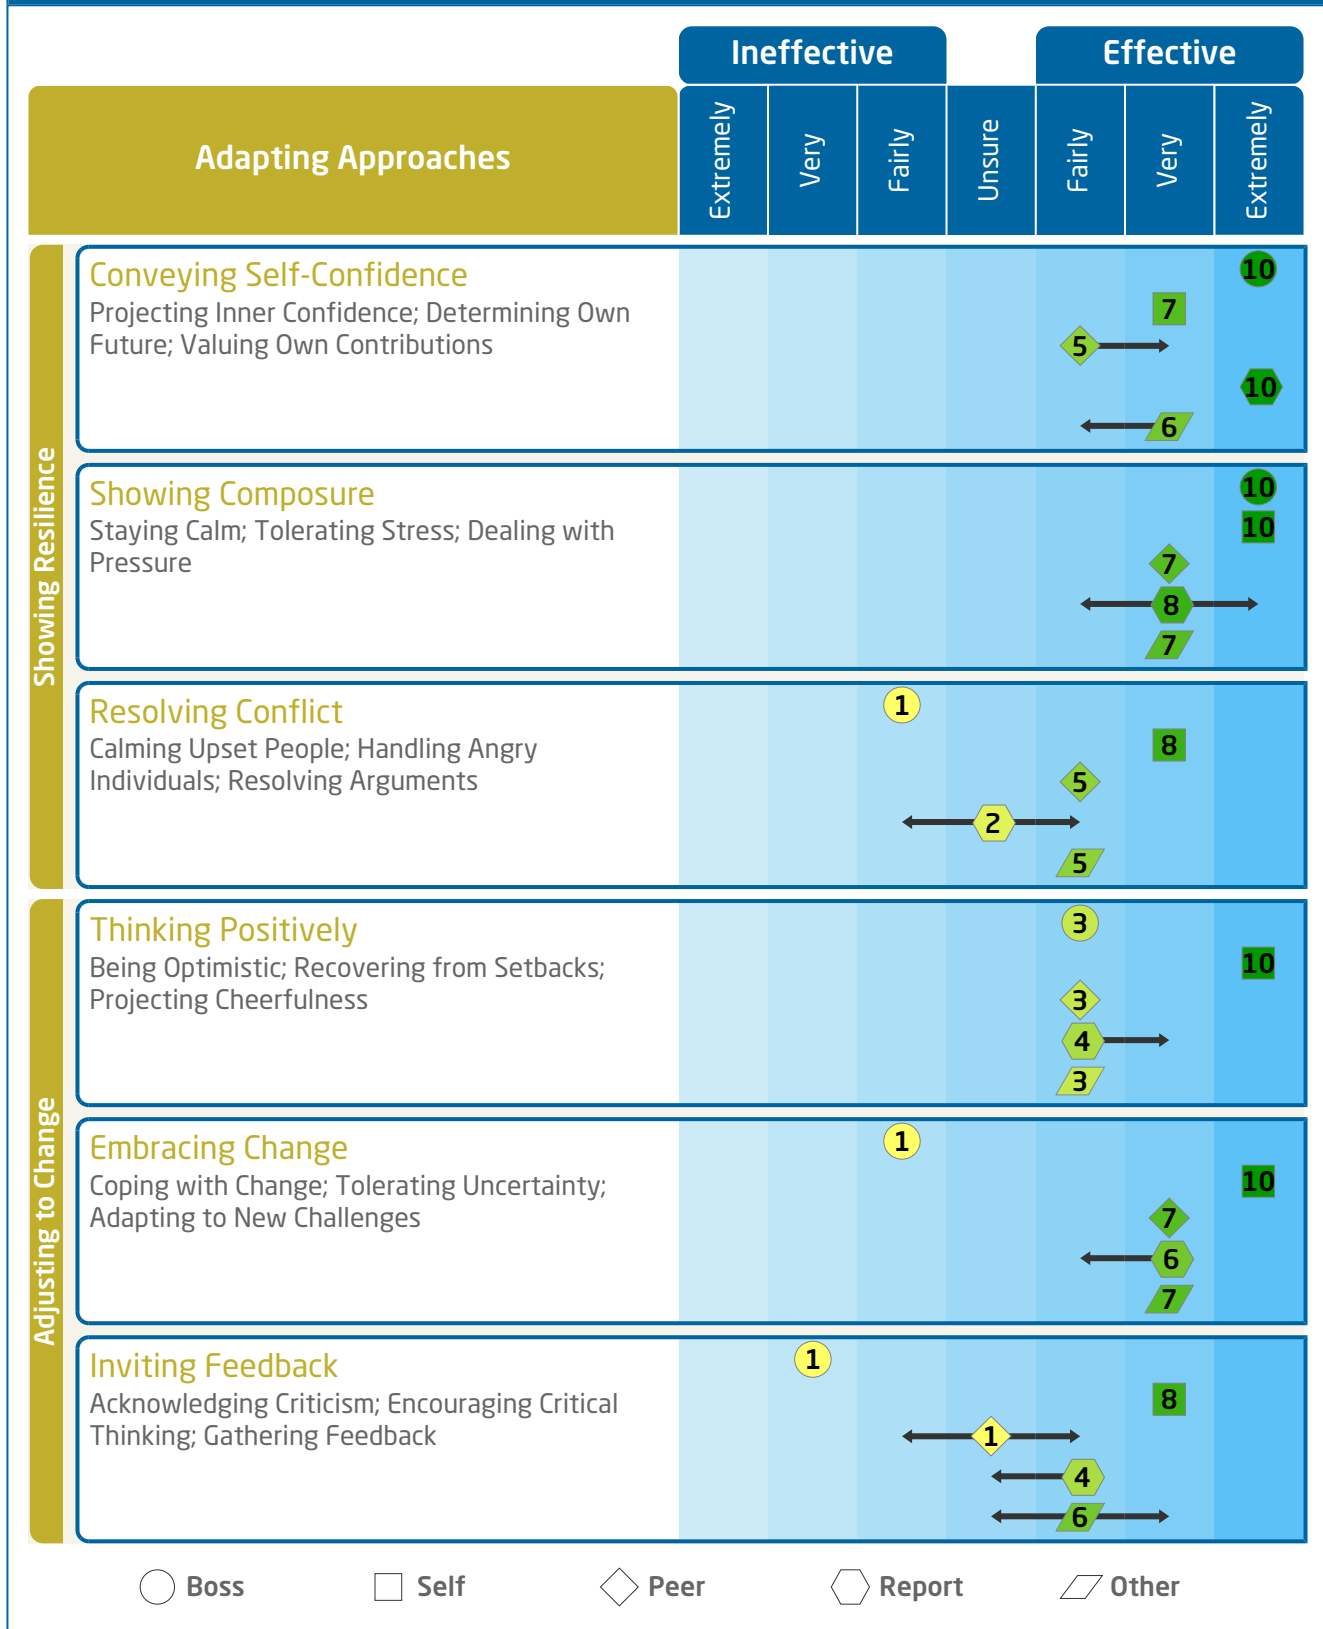 Ineffective
Effective
Adapting Approaches
Extremely
Very
Fairly
Unsure
Fairly
Very
Extremely
Showing Resilience
Conveying Self-Confidence
Projecting Inner Confidence; Determining Own
Future; Valuing Own Contributions
10
7
5
10
6
Showing Composure
Staying Calm; Tolerating Stress; Dealing with
Pressure
10
10
7
8
7
Resolving Conflict
Calming Upset People; Handling Angry
Individuals; Resolving Arguments
1
8
5
2
5
Adjusting to Change
Thinking Positively
Being Optimistic; Recovering from Setbacks;
Projecting Cheerfulness
3
10
3
4
3
Embracing Change
Coping with Change; Tolerating Uncertainty;
Adapting to New Challenges
1
10
7
6
7
Inviting Feedback
Acknowledging Criticism; Encouraging Critical
Thinking; Gathering Feedback
1
8
1
4
6
Boss
Self
Peer
Report
Other